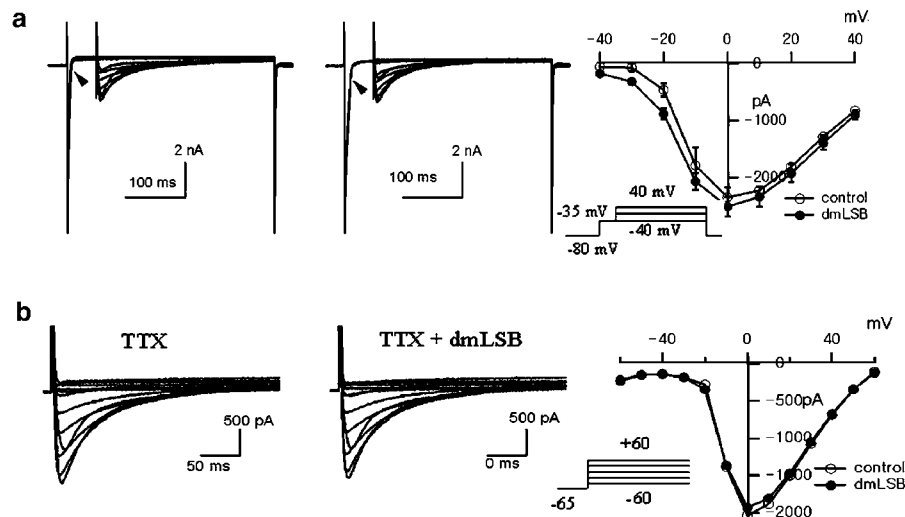 a
2 nA
100 ms
2 nA
100 ms
mV
-40 -20 0 20 40
0
pA
-1000
-2000
control
dmLSB
40 mV
-35 mV
-40 mV
-80 mV
b
TTX
500 pA
50 ms
TTX + dmLSB
500 pA
0 ms
mV
-40 0 40
-500pA
-1000
-1500
-2000
control
dmLSB
+60
-65
-60